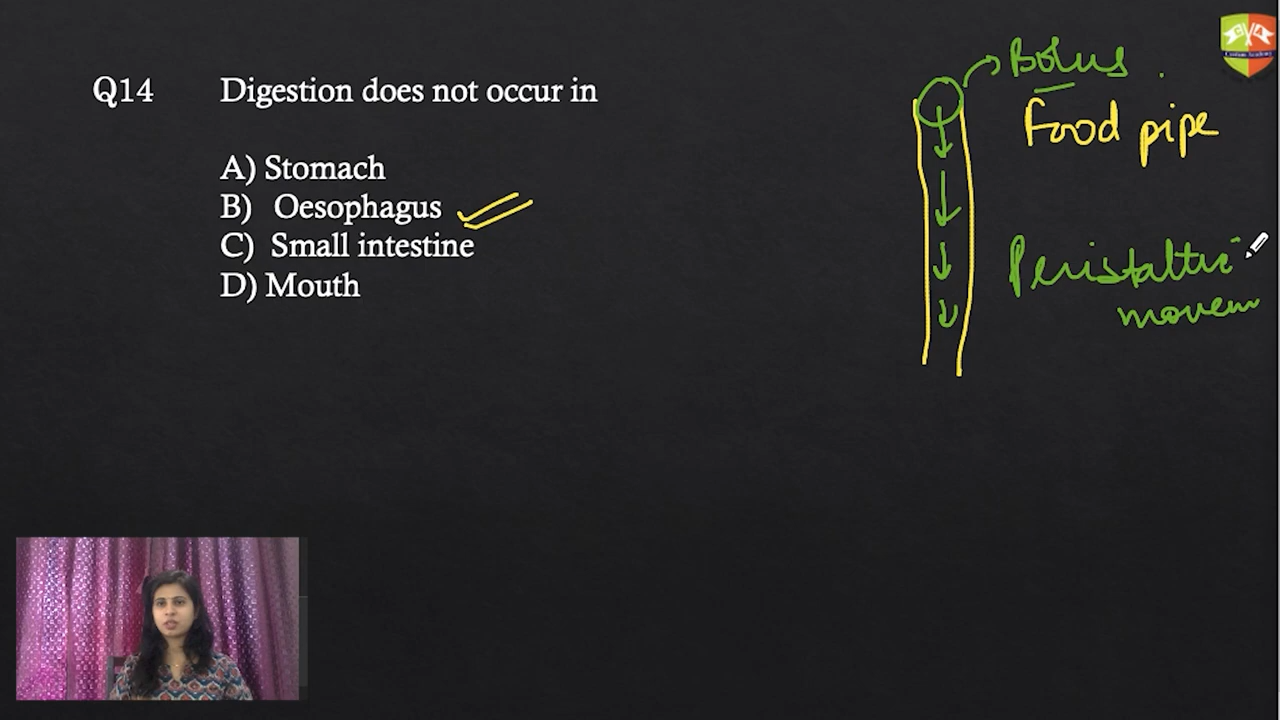 Q14 Digestion does not occur in
A) Stomach
B) Oesophagus
C) Small intestine
D) Mouth
Bolus
Food pipe
Peristaltic
movem